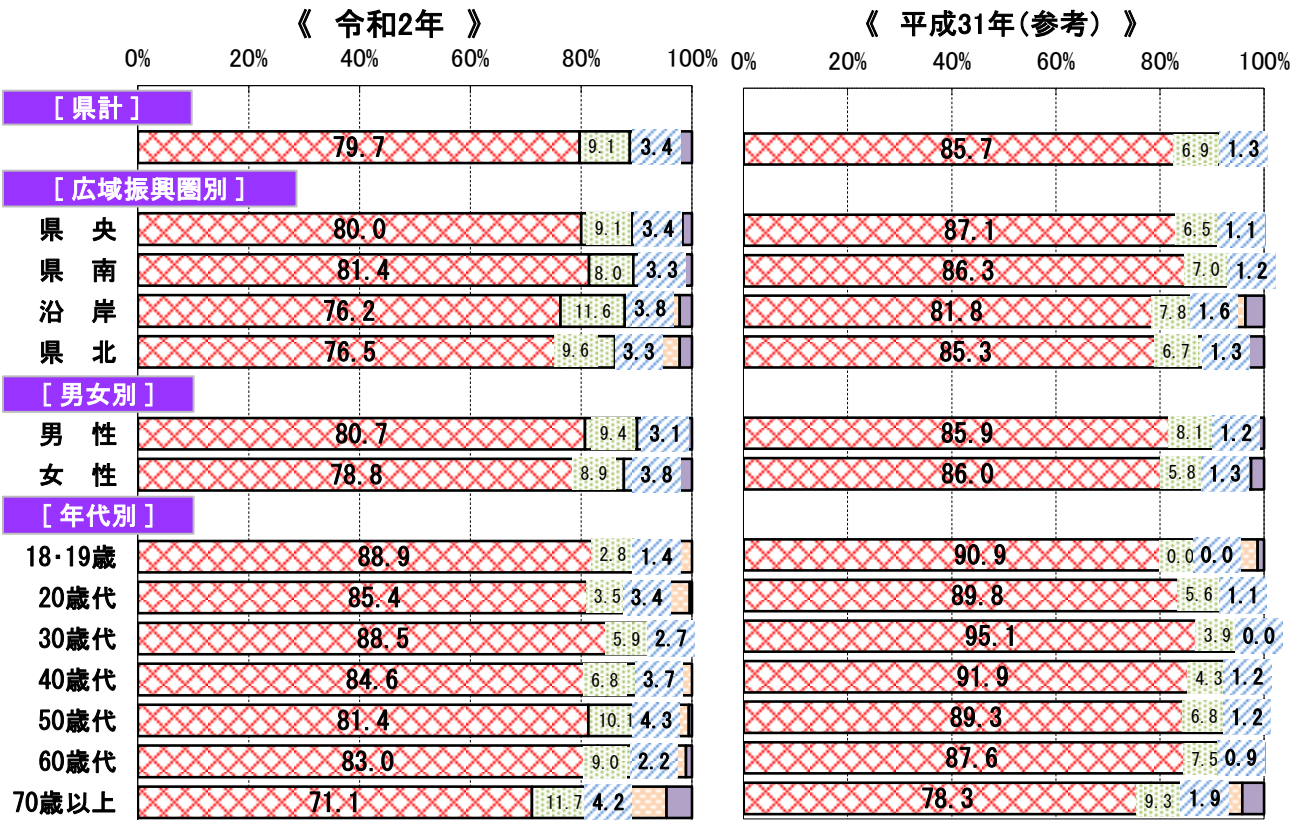 《 令和2年 》 《 平成31年(参考) 》
0% 20% 40% 60% 80% 100% 0% 20% 40% 60% 80% 100%
[ 県計 ]
79.7 9.1 3.4 85.7 6.9 1.3
[ 広域振興圏別 ]
県 央 80.0 9.1 3.4 87.1 6.5 1.1
県 南 81.4 8.0 3.3 86.3 7.0 1.2
沿 岸 76.2 11.6 3.8 81.8 7.8 1.6
県 北 76.5 9.6 3.3 85.3 6.7 1.3
[ 男女別 ]
男 性 80.7 9.4 3.1 85.9 8.1 1.2
女 性 78.8 8.9 3.8 86.0 5.8 1.3
[ 年代別 ]
18・19歳 88.9 2.8 1.4 90.9 0.0 0.0
20歳代 85.4 3.5 3.4 89.8 5.6 1.1
30歳代 88.5 5.9 2.7 95.1 3.9 0.0
40歳代 84.6 6.8 3.7 91.9 4.3 1.2
50歳代 81.4 10.1 4.3 89.3 6.8 1.2
60歳代 83.0 9.0 2.2 87.6 7.5 0.9
70歳以上 71.1 11.7 4.2 78.3 9.3 1.9